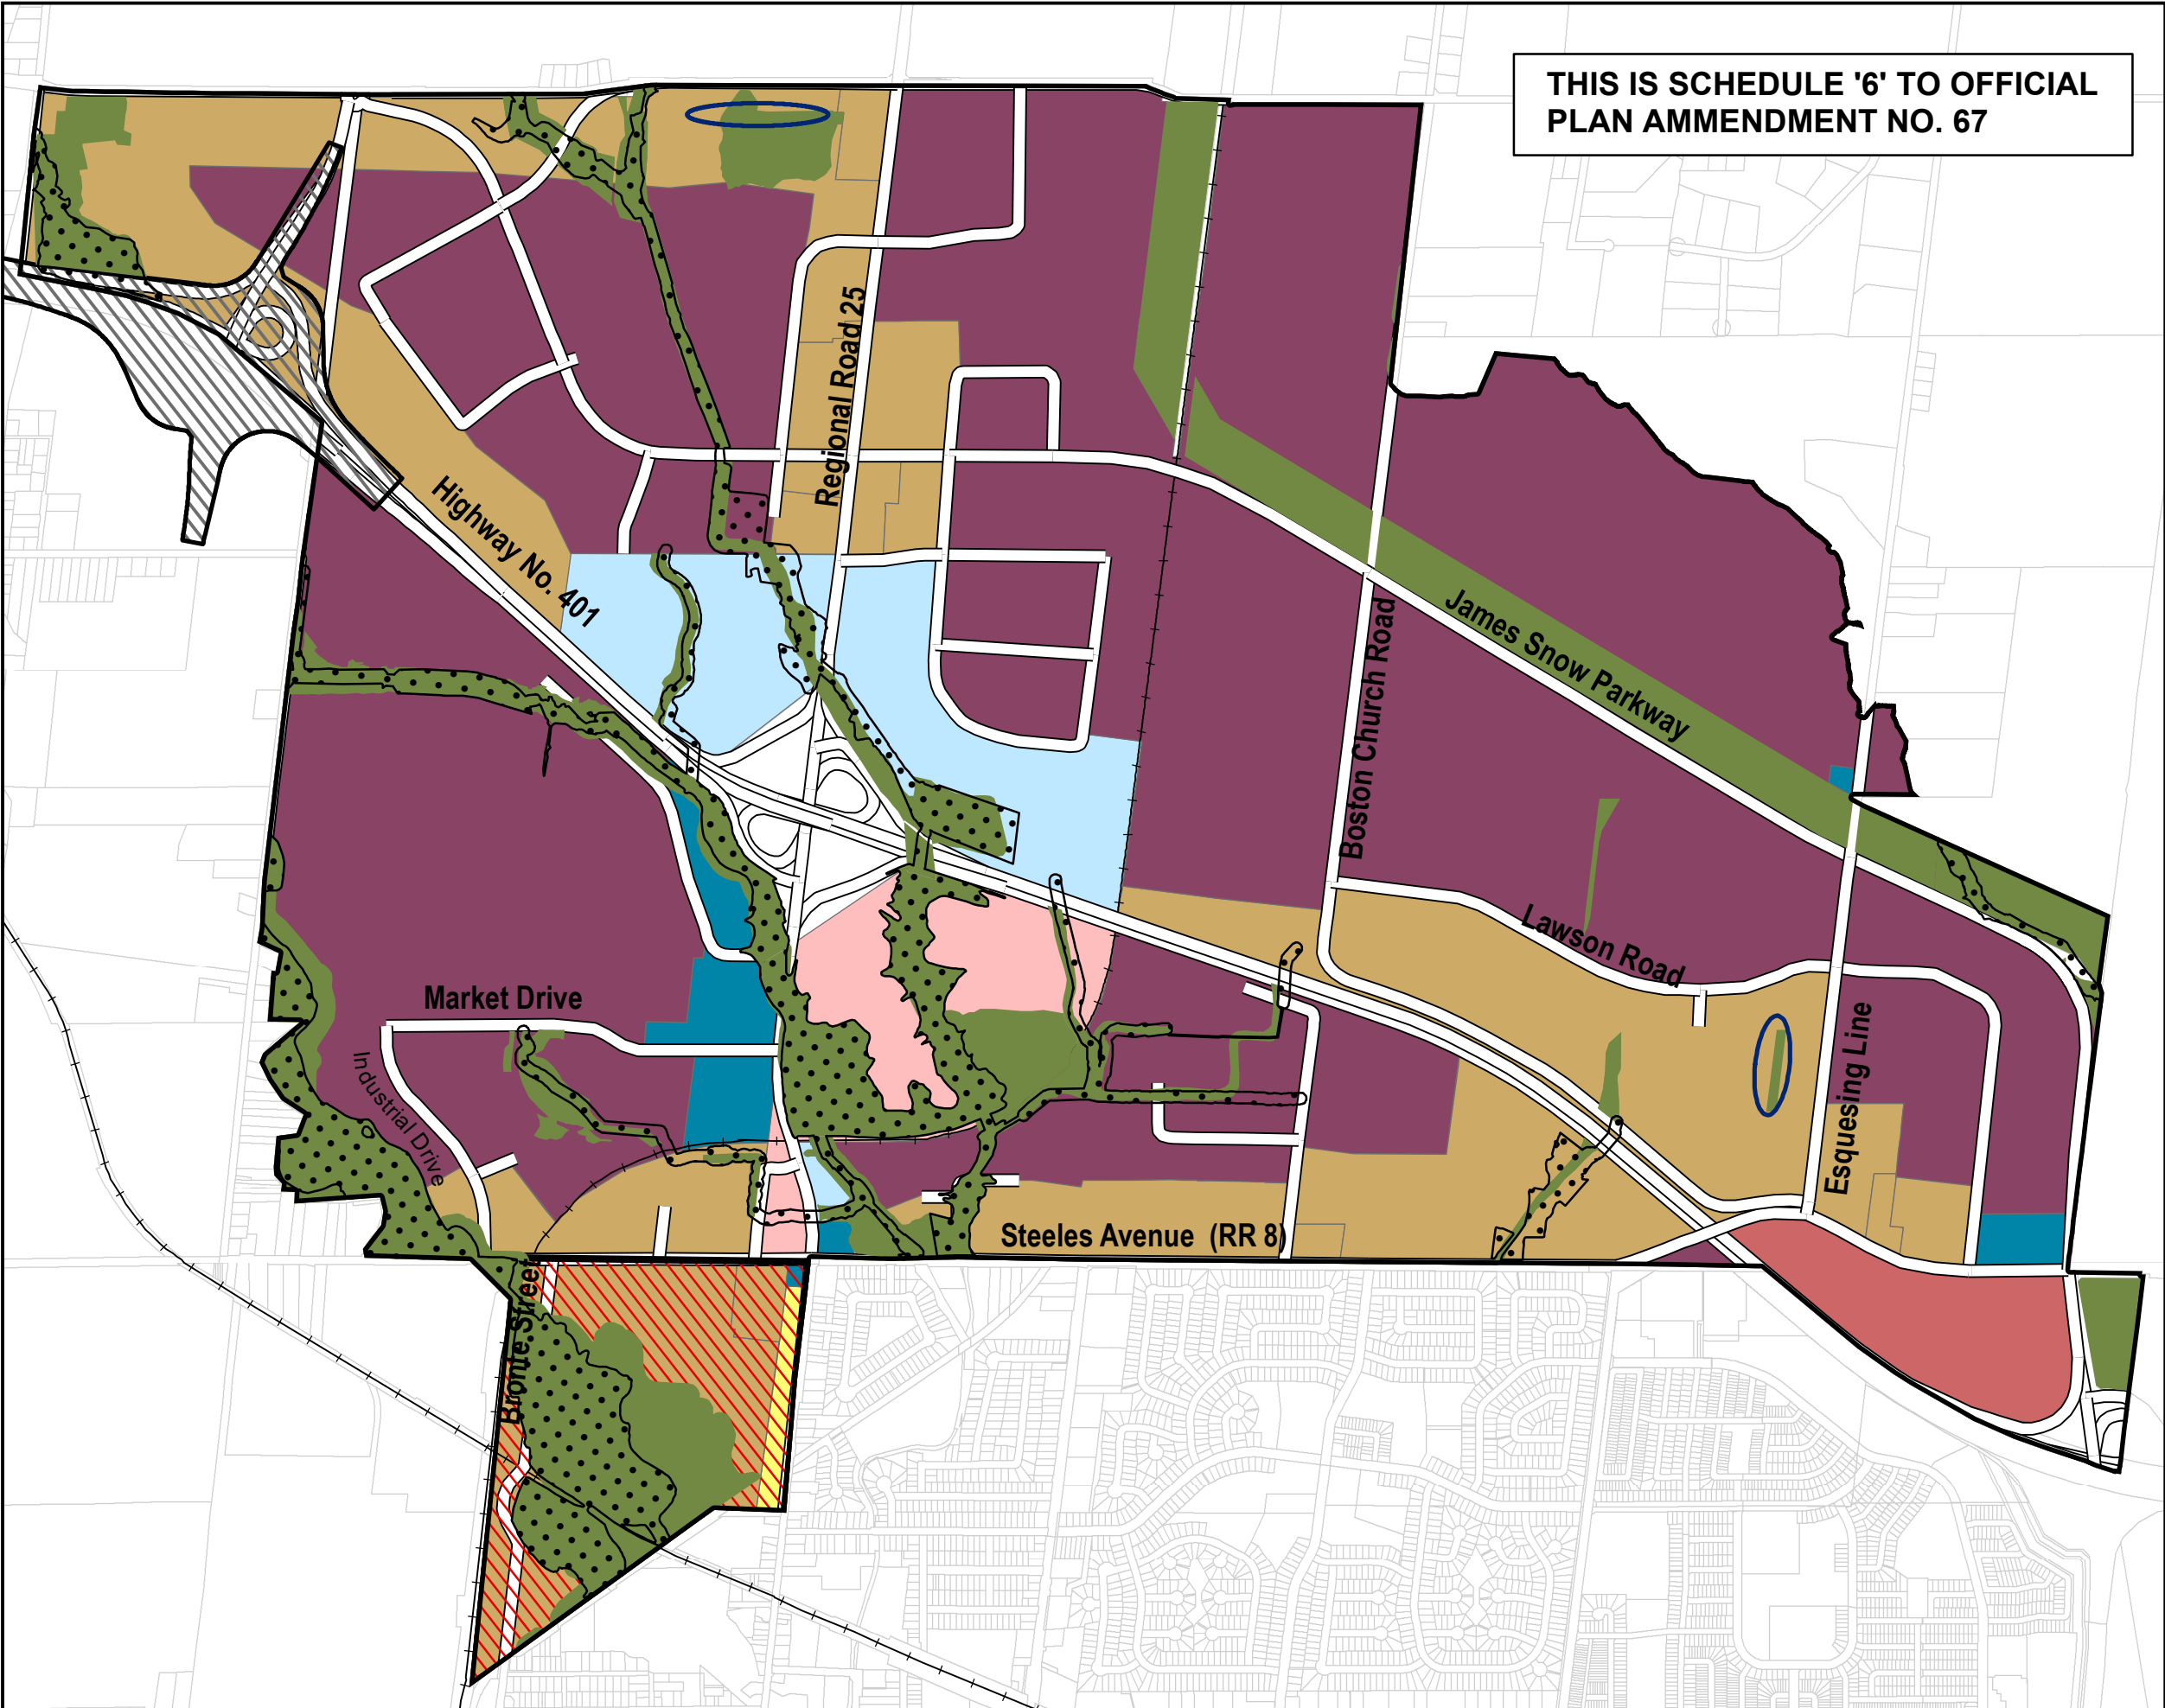 THIS IS SCHEDULE '6' TO OFFICIAL
PLAN AMMENDMENT NO. 67
Regional Road 25
Highway No. 401
James Snow Parkway
Boston Church Road
Lawson Road
Market Drive
Industrial Drive
Esquesing Line
Steeles Avenue (RR 8)
Bronte Street